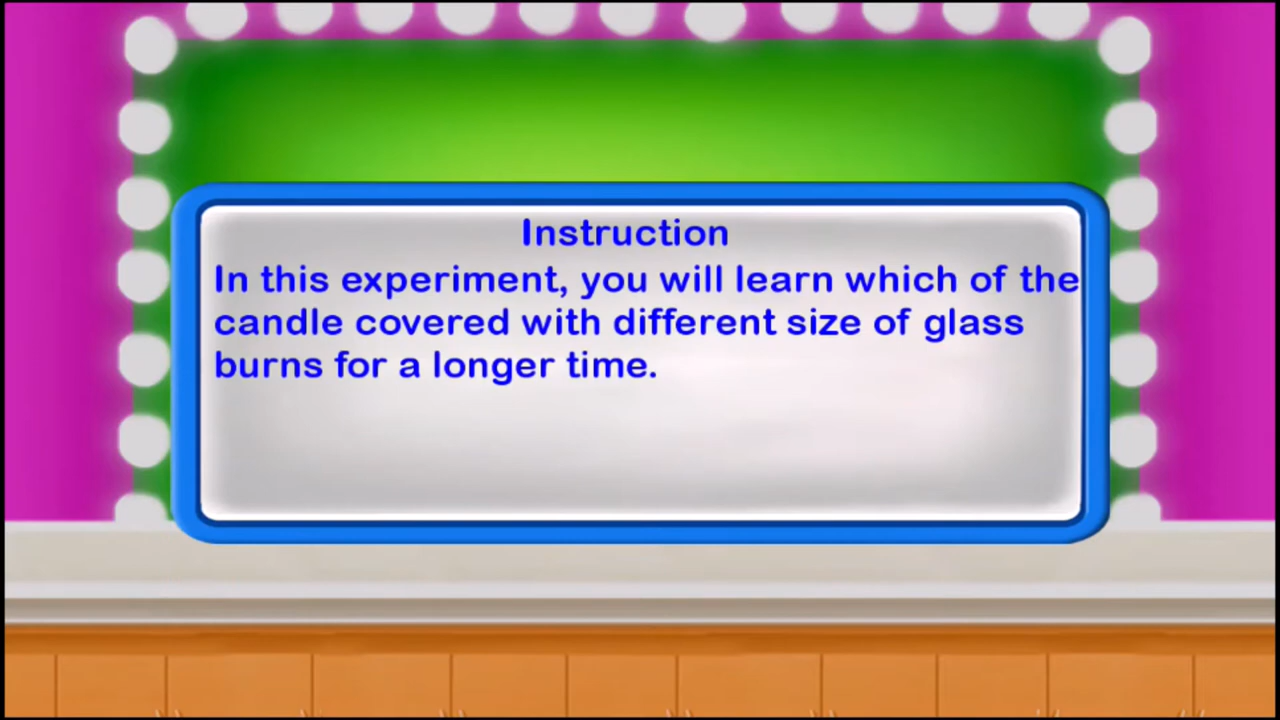 Instruction
In this experiment, you will learn which of the
candle covered with different size of glass
burns for a longer time.